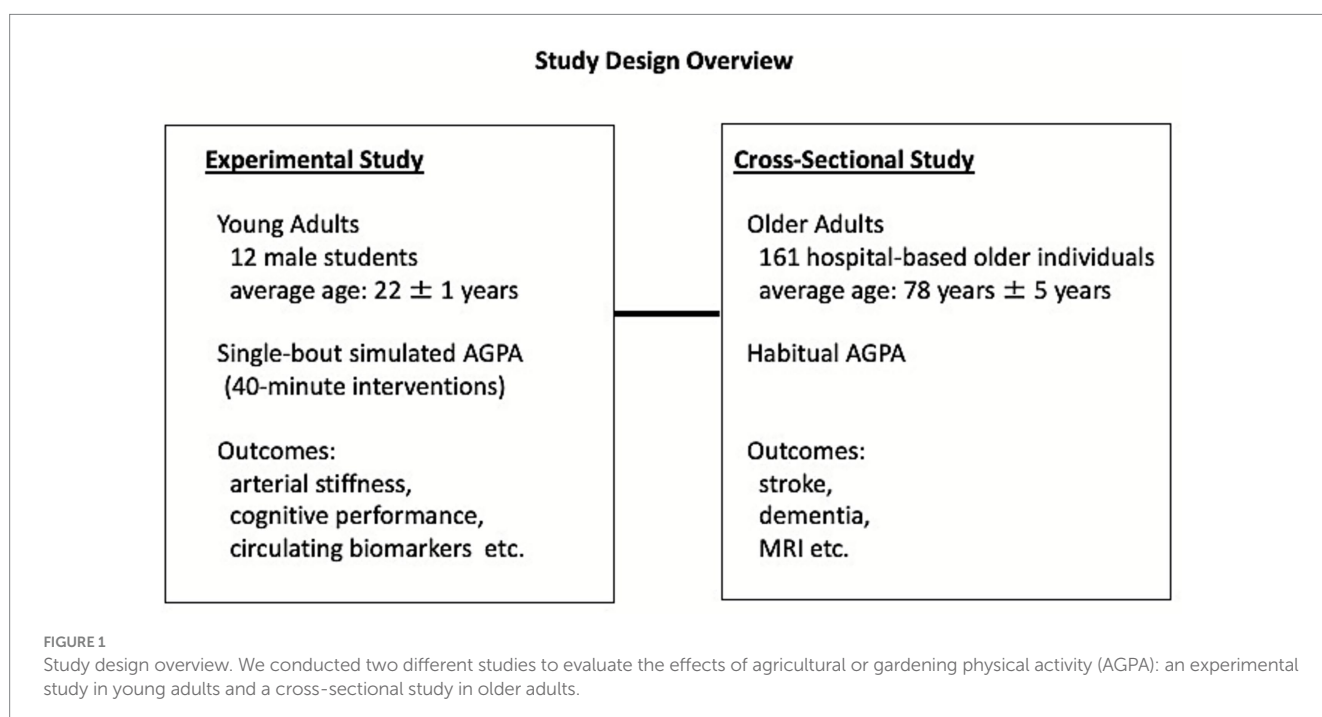 Study Design Overview
Experimental Study
Young Adults
12 male students
average age: 22 ± 1 years
Single-bout simulated AGPA
(40-minute interventions)
Outcomes:
arterial stiffness,
cognitive performance,
circulating biomarkers etc.
Cross-Sectional Study
Older Adults
161 hospital-based older individuals
average age: 78 years ± 5 years
Habitual AGPA
Outcomes:
stroke,
dementia,
MRI etc.
FIGURE 1
Study design overview. We conducted two different studies to evaluate the effects of agricultural or gardening physical activity (AGPA): an experimental
study in young adults and a cross-sectional study in older adults.